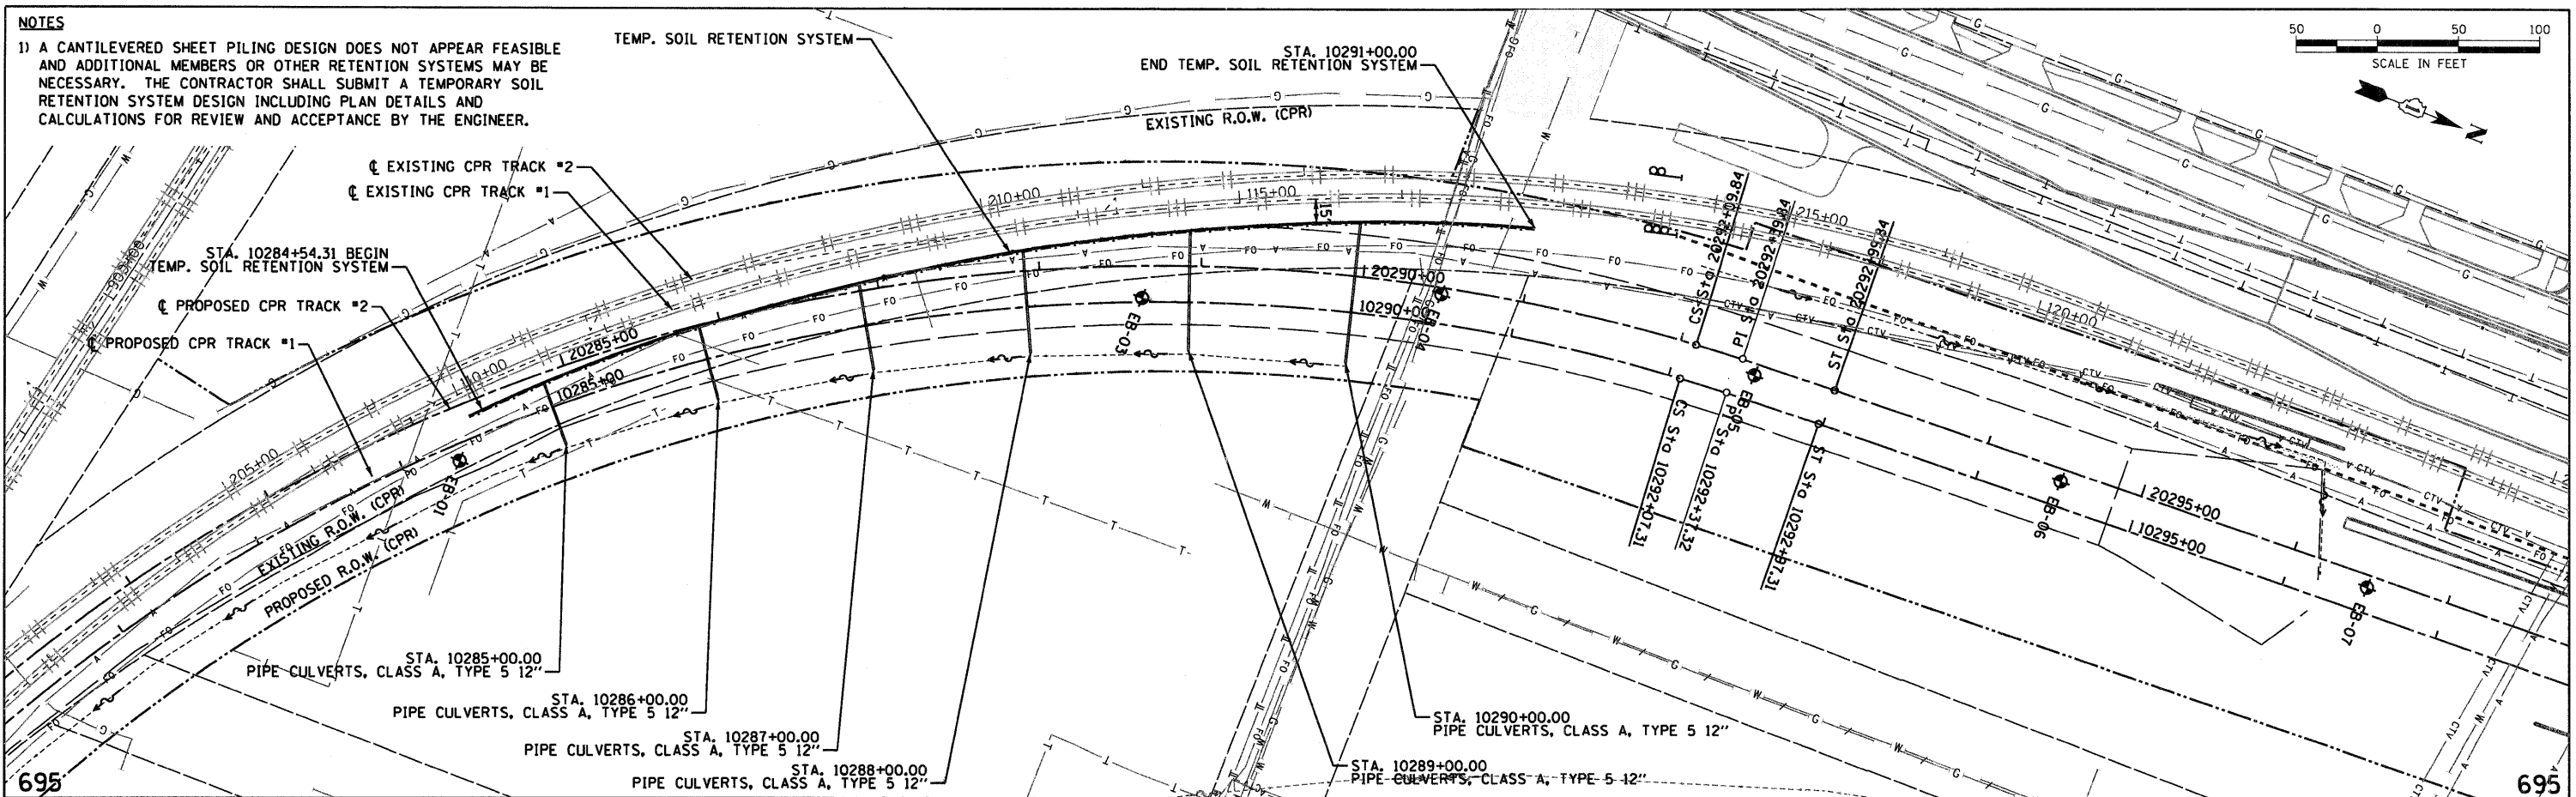 NOTES
1) A CANTILEVERED SHEET PILING DESIGN DOES NOT APPEAR FEASIBLE
AND ADDITIONAL MEMBERS OR OTHER RETENTION SYSTEMS MAY BE
NECESSARY. THE CONTRACTOR SHALL SUBMIT A TEMPORARY SOIL
RETENTION SYSTEM DESIGN INCLUDING PLAN DETAILS AND
CALCULATIONS FOR REVIEW AND ACCEPTANCE BY THE ENGINEER.
TEMP. SOIL RETENTION SYSTEM
STA. 10291+00.00
END TEMP. SOIL RETENTION SYSTEM
50 0 50 100
SCALE IN FEET
N
EXISTING R.O.W. (CPR)
℄ EXISTING CPR TRACK #2
℄ EXISTING CPR TRACK #1
STA. 10284+54.31 BEGIN
TEMP. SOIL RETENTION SYSTEM
℄ PROPOSED CPR TRACK #2
℄ PROPOSED CPR TRACK #1
210+00
115+00
15'
215+00
120+00
205+00
110+00
20285+00
10285+00
20290+00
10290+00
20295+00
10295+00
CS Sta 20292+09.84
PI Sta 20292+39.84
ST Sta 20292+99.84
CS Sta 10292+07.31
PI Sta 10292+37.32
ST Sta 10292+97.31
EB-01
EB-03
EB-04
EB-05
EB-06
EB-07
EXISTING R.O.W. (CPR)
PROPOSED R.O.W. (CPR)
STA. 10285+00.00
PIPE CULVERTS, CLASS A, TYPE 5 12"
STA. 10286+00.00
PIPE CULVERTS, CLASS A, TYPE 5 12"
STA. 10287+00.00
PIPE CULVERTS, CLASS A, TYPE 5 12"
STA. 10288+00.00
PIPE CULVERTS, CLASS A, TYPE 5 12"
STA. 10290+00.00
PIPE CULVERTS, CLASS A, TYPE 5 12"
STA. 10289+00.00
PIPE CULVERTS, CLASS A, TYPE 5 12"
695
695